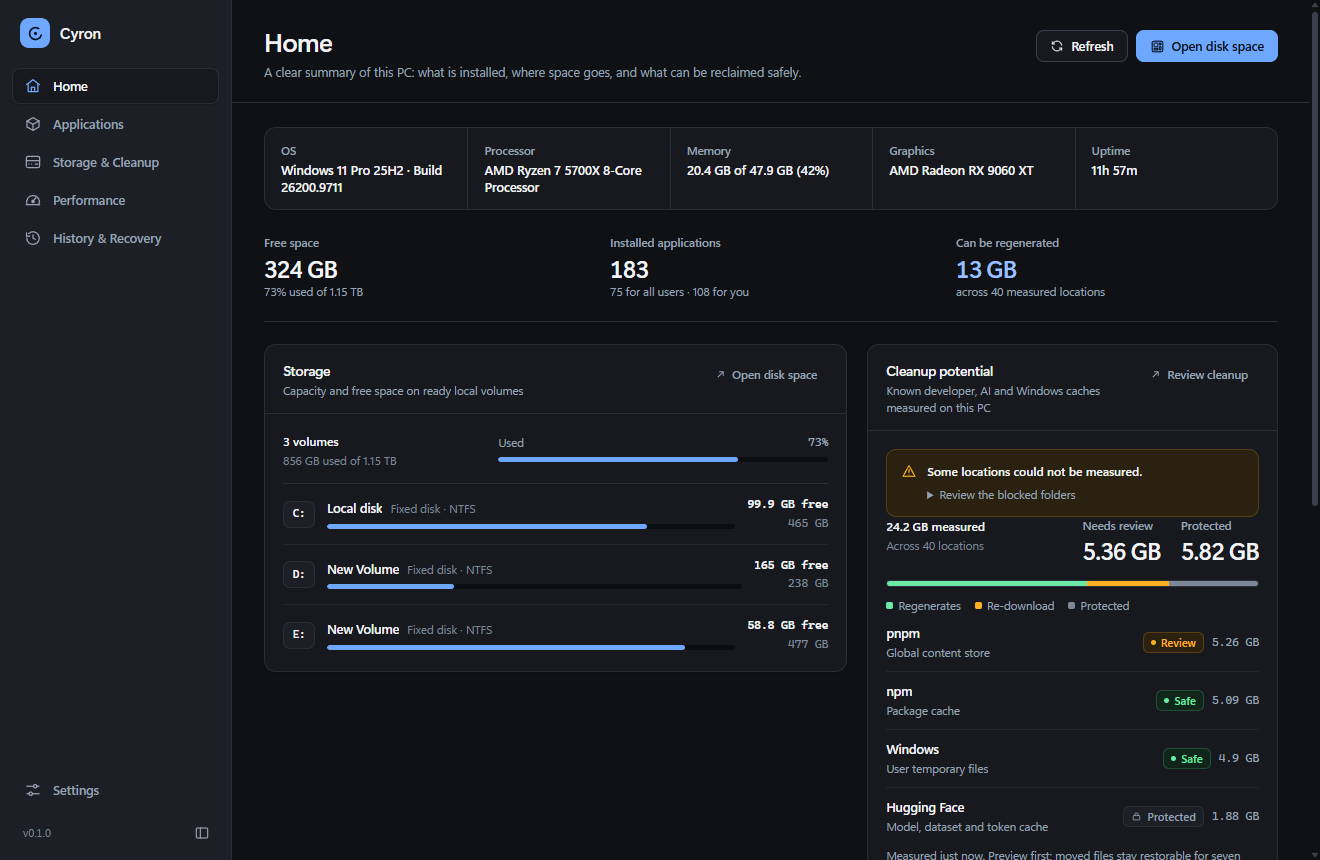 Cyron
Home
Applications
Storage & Cleanup
Performance
History & Recovery
Settings
v0.1.0
Home
A clear summary of this PC: what is installed, where space goes, and what can be reclaimed safely.
Refresh
Open disk space
OS
Windows 11 Pro 25H2 · Build
26200.9711
Processor
AMD Ryzen 7 5700X 8-Core
Processor
Memory
20.4 GB of 47.9 GB (42%)
Graphics
AMD Radeon RX 9060 XT
Uptime
11h 57m
Free space
324 GB
73% used of 1.15 TB
Installed applications
183
75 for all users · 108 for you
Can be regenerated
13 GB
across 40 measured locations
Storage
Capacity and free space on ready local volumes
Open disk space
3 volumes
856 GB used of 1.15 TB
Used
73%
C:
Local disk Fixed disk · NTFS
99.9 GB free
465 GB
D:
New Volume Fixed disk · NTFS
165 GB free
238 GB
E:
New Volume Fixed disk · NTFS
58.8 GB free
477 GB
Cleanup potential
Known developer, AI and Windows caches
measured on this PC
Review cleanup
Some locations could not be measured.
Review the blocked folders
24.2 GB measured
Across 40 locations
Needs review
5.36 GB
Protected
5.82 GB
Regenerates
Re-download
Protected
pnpm
Global content store
Review
5.26 GB
npm
Package cache
Safe
5.09 GB
Windows
User temporary files
Safe
4.9 GB
Hugging Face
Model, dataset and token cache
Protected
1.88 GB
Measured just now. Preview first: moved files stay restorable for seven